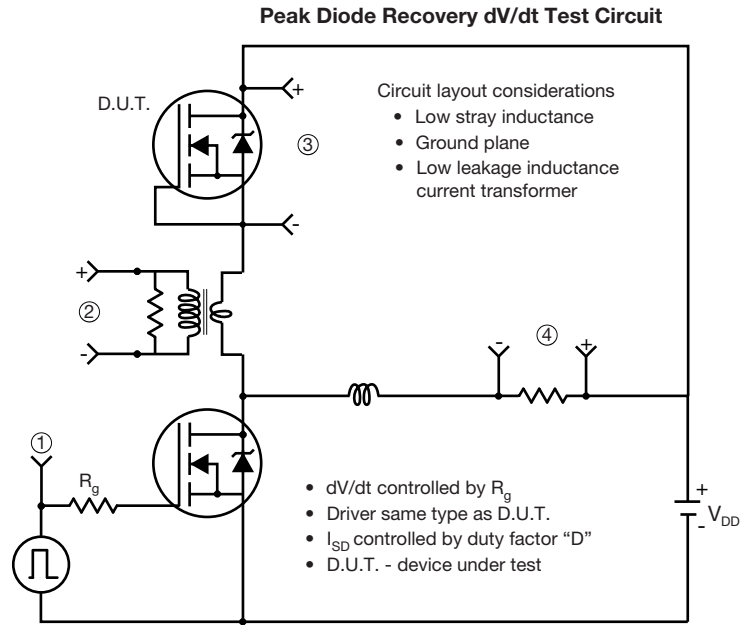 Peak Diode Recovery dV/dt Test Circuit
D.U.T.
+
③
-
Circuit layout considerations
• Low stray inductance
• Ground plane
• Low leakage inductance
current transformer
+
②
-
-
④
+
①
Rg
• dV/dt controlled by Rg
• Driver same type as D.U.T.
• ISD controlled by duty factor “D”
• D.U.T. - device under test
+
VDD
-